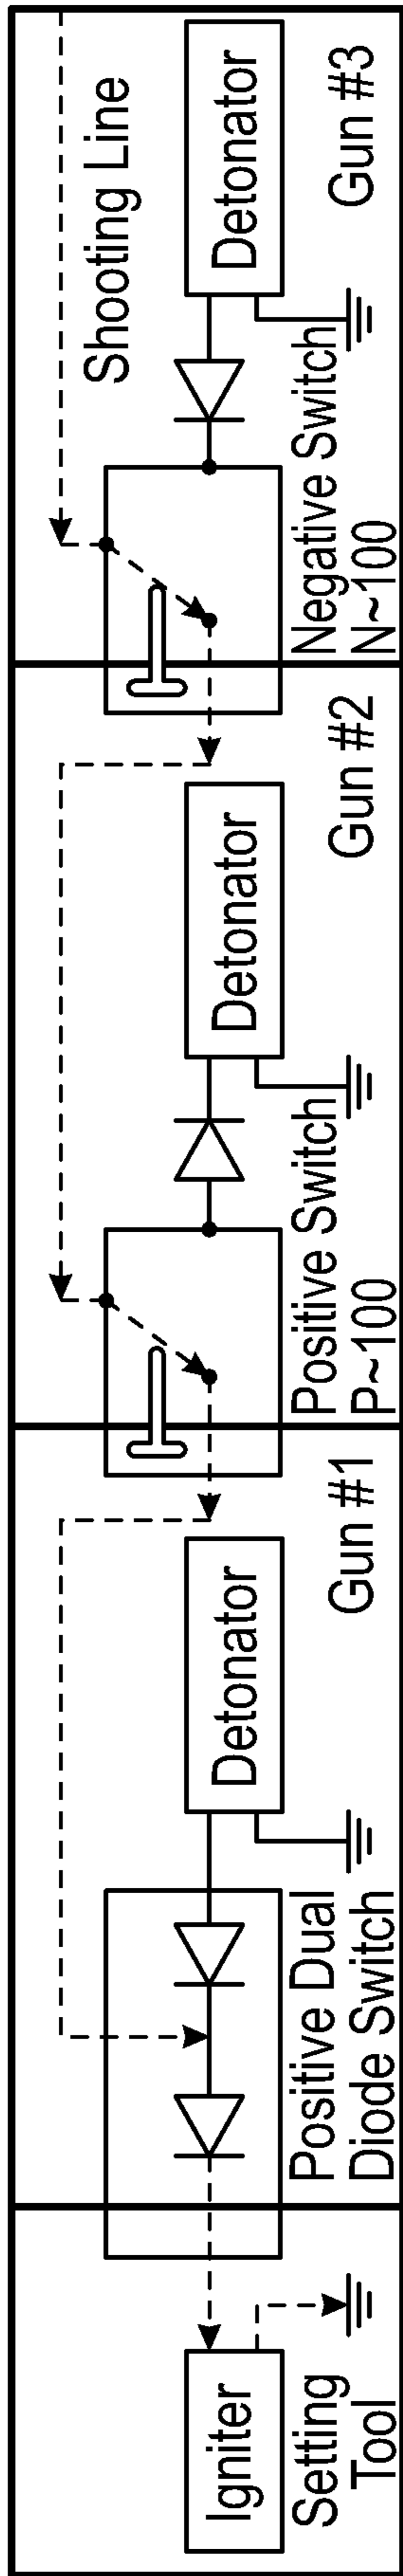 Igniter
Setting
Tool
Detonator
Positive Dual
Diode Switch
Gun #1
Detonator
Positive Switch
P~100
Gun #2
Shooting Line
Detonator
Negative Switch
N~100
Gun #3